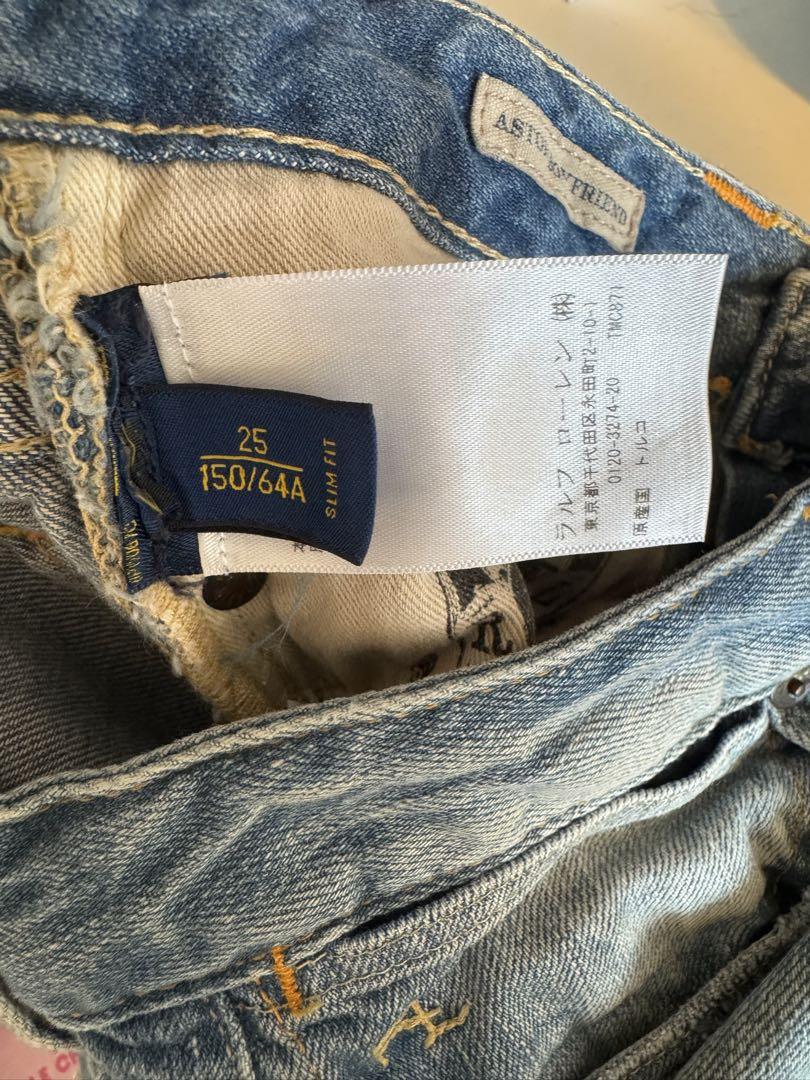 25
150/64A
SLIM FIT
ラルフ ローレン (株)
東京都千代田区永田町2-10-1
0120-3274-20 TMC871
原産国 トルコ
BOYFRIEND